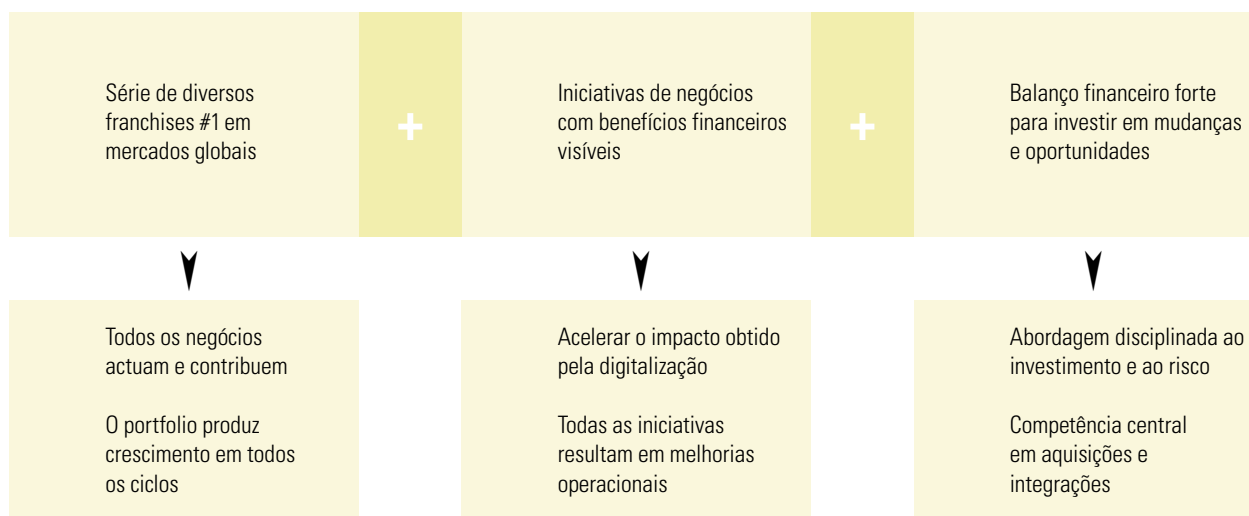 Série de diversos
franchises #1 em
mercados globais
+
Iniciativas de negócios
com benefícios financeiros
visíveis
+
Balanço financeiro forte
para investir em mudanças
e oportunidades
Todos os negócios
actuam e contribuem
O portfolio produz
crescimento em todos
os ciclos
Acelerar o impacto obtido
pela digitalização
Todas as iniciativas
resultam em melhorias
operacionais
Abordagem disciplinada ao
investimento e ao risco
Competência central
em aquisições e
integrações